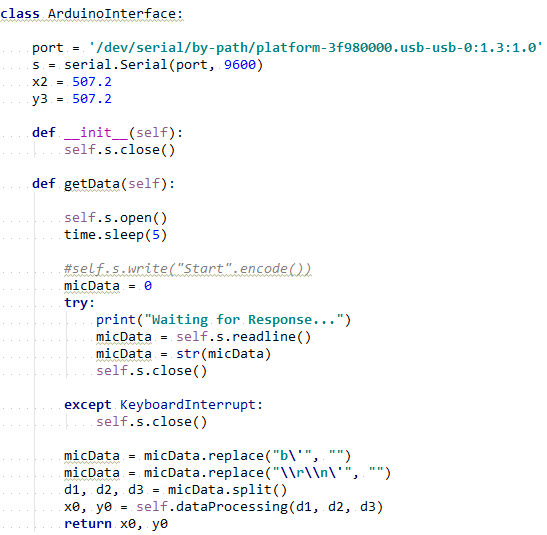 class ArduinoInterface:
port = '/dev/serial/by-path/platform-3f980000.usb-usb-0:1.3:1.0'
s = serial.Serial(port, 9600)
x2 = 507.2
y3 = 507.2
def __init__(self):
self.s.close()
def getData(self):
self.s.open()
time.sleep(5)
#self.s.write("Start".encode())
micData = 0
try:
print("Waiting for Response...")
micData = self.s.readline()
micData = str(micData)
self.s.close()
except KeyboardInterrupt:
self.s.close()
micData = micData.replace("b\'", "")
micData = micData.replace("\\r\\n\'", "")
d1, d2, d3 = micData.split()
x0, y0 = self.dataProcessing(d1, d2, d3)
return x0, y0